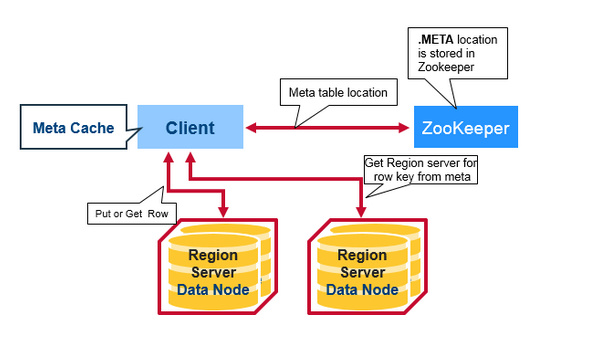 .META location
is stored in
Zookeeper
Meta table location
Meta Cache
Client
ZooKeeper
Get Region server for
row key from meta
Put or Get Row
Region
Server
Data Node
Region
Server
Data Node